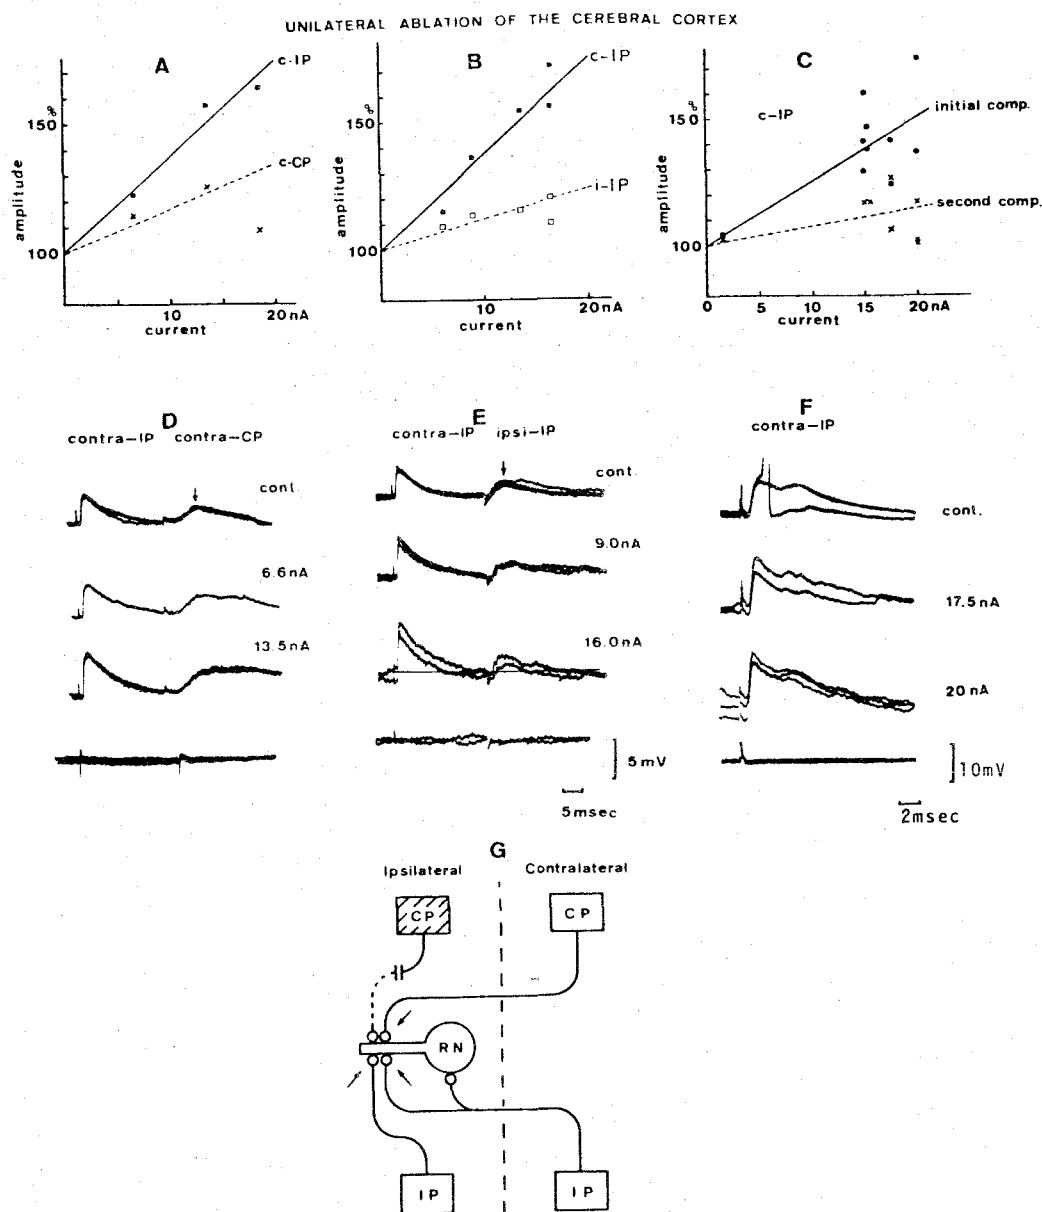 UNILATERAL ABLATION OF THE CEREBRAL CORTEX
A
c-IP
c-CP
%
150
100
amplitude
10
20nA
current
B
c-IP
i-IP
%
150
100
amplitude
10
20nA
current
C
c-IP
initial comp.
second comp.
%
150
100
amplitude
0 5 10 15 20nA
current
D
contra-IP contra-CP
cont.
6.6nA
13.5nA
E
contra-IP ipsi-IP
cont.
9.0nA
16.0nA
5mV
5msec
F
contra-IP
cont.
17.5nA
20nA
10mV
2msec
G
Ipsilateral Contralateral
CP CP
RN
IP IP